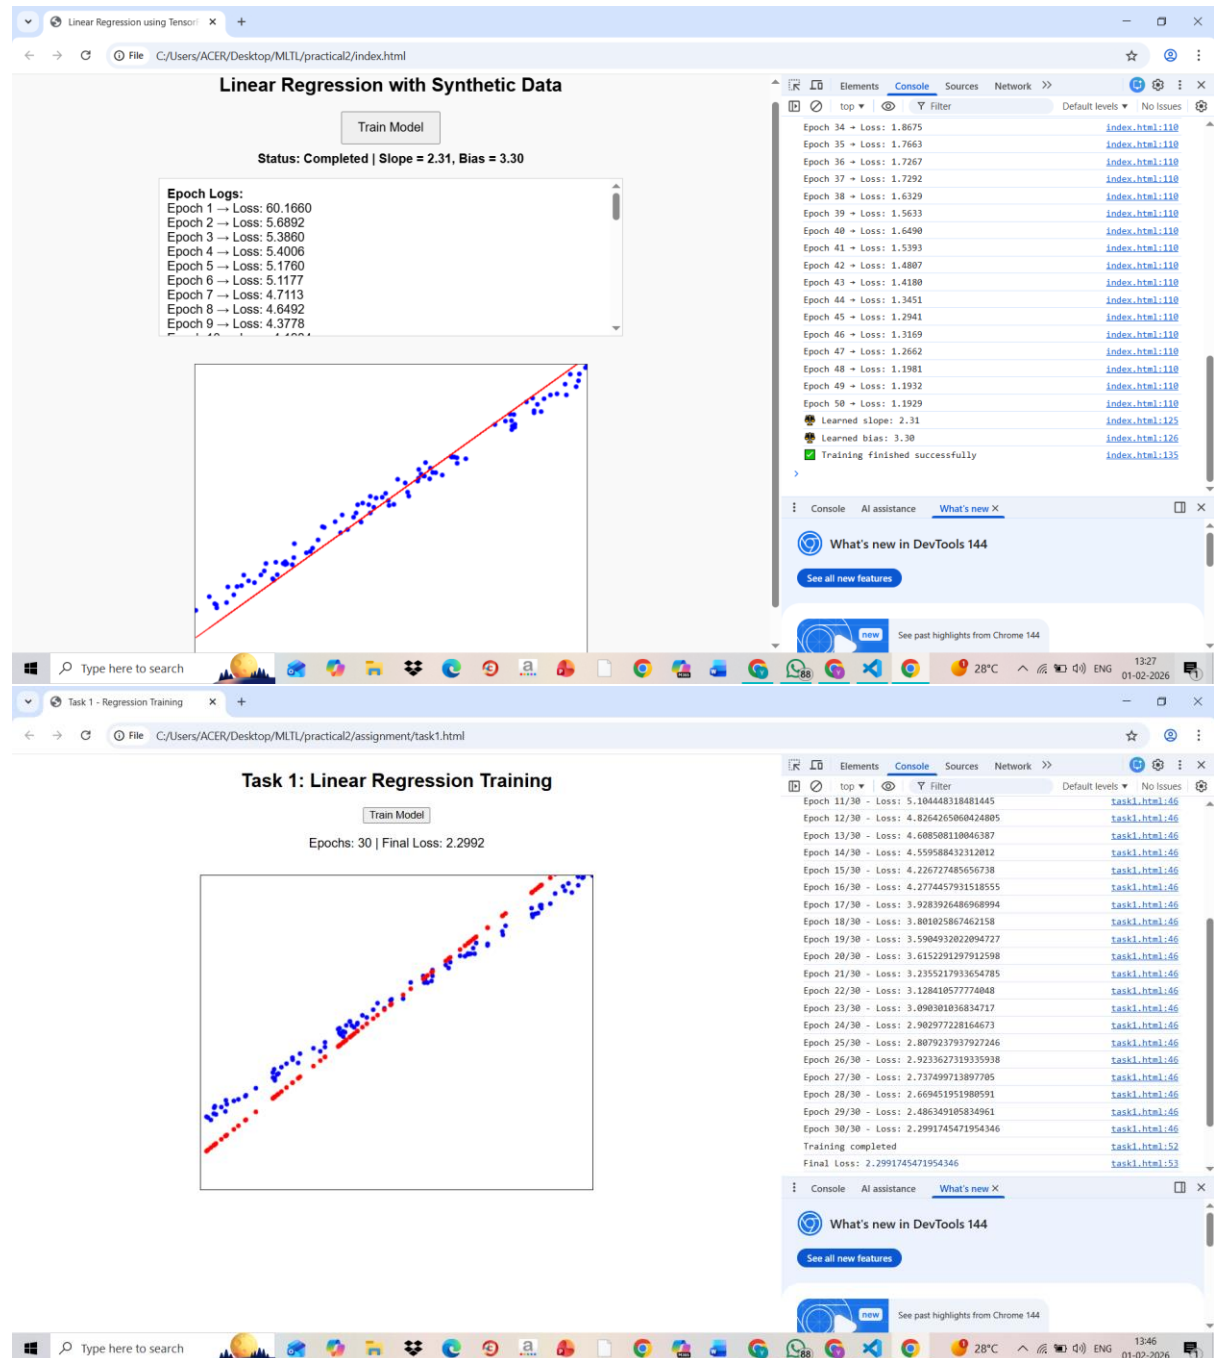 Linear Regression using Tensorf
File C:/Users/ACER/Desktop/MLTL/practical2/index.html
Linear Regression with Synthetic Data
Train Model
Status: Completed | Slope = 2.31, Bias = 3.30
Epoch Logs:
Epoch 1 → Loss: 60.1660
Epoch 2 → Loss: 5.6892
Epoch 3 → Loss: 5.3860
Epoch 4 → Loss: 5.4006
Epoch 5 → Loss: 5.1760
Epoch 6 → Loss: 5.1177
Epoch 7 → Loss: 4.7113
Epoch 8 → Loss: 4.6492
Epoch 9 → Loss: 4.3778
Elements Console Sources Network
top Filter Default levels No Issues
Epoch 34 → Loss: 1.8675 index.html:110
Epoch 35 → Loss: 1.7663 index.html:110
Epoch 36 → Loss: 1.7267 index.html:110
Epoch 37 → Loss: 1.7292 index.html:110
Epoch 38 → Loss: 1.6329 index.html:110
Epoch 39 → Loss: 1.5633 index.html:110
Epoch 40 → Loss: 1.6490 index.html:110
Epoch 41 → Loss: 1.5393 index.html:110
Epoch 42 → Loss: 1.4807 index.html:110
Epoch 43 → Loss: 1.4180 index.html:110
Epoch 44 → Loss: 1.3451 index.html:110
Epoch 45 → Loss: 1.2941 index.html:110
Epoch 46 → Loss: 1.3169 index.html:110
Epoch 47 → Loss: 1.2662 index.html:110
Epoch 48 → Loss: 1.1981 index.html:110
Epoch 49 → Loss: 1.1932 index.html:110
Epoch 50 → Loss: 1.1929 index.html:110
Learned slope: 2.31 index.html:125
Learned bias: 3.30 index.html:126
Training finished successfully index.html:135
Console AI assistance What's new
What's new in DevTools 144
See all new features
new See past highlights from Chrome 144
Type here to search 88 28°C ENG 13:27
01-02-2026
Task 1 - Regression Training
File C:/Users/ACER/Desktop/MLTL/practical2/assignment/task1.html
Task 1: Linear Regression Training
Train Model
Epochs: 30 | Final Loss: 2.2992
Elements Console Sources Network
top Filter Default levels No Issues
Epoch 11/30 - Loss: 5.104448318481445 task1.html:46
Epoch 12/30 - Loss: 4.8264265060424805 task1.html:46
Epoch 13/30 - Loss: 4.608508110046387 task1.html:46
Epoch 14/30 - Loss: 4.559588432312012 task1.html:46
Epoch 15/30 - Loss: 4.226727485656738 task1.html:46
Epoch 16/30 - Loss: 4.2774457931518555 task1.html:46
Epoch 17/30 - Loss: 3.9283926486968994 task1.html:46
Epoch 18/30 - Loss: 3.801025867462158 task1.html:46
Epoch 19/30 - Loss: 3.5904932022094727 task1.html:46
Epoch 20/30 - Loss: 3.6152291297912598 task1.html:46
Epoch 21/30 - Loss: 3.2355217933654785 task1.html:46
Epoch 22/30 - Loss: 3.128410577774048 task1.html:46
Epoch 23/30 - Loss: 3.090301036834717 task1.html:46
Epoch 24/30 - Loss: 2.902977228164673 task1.html:46
Epoch 25/30 - Loss: 2.8079237937927246 task1.html:46
Epoch 26/30 - Loss: 2.9233627319335938 task1.html:46
Epoch 27/30 - Loss: 2.737499713897705 task1.html:46
Epoch 28/30 - Loss: 2.669451951980591 task1.html:46
Epoch 29/30 - Loss: 2.486349105834961 task1.html:46
Epoch 30/30 - Loss: 2.2991745471954346 task1.html:46
Training completed task1.html:52
Final Loss: 2.2991745471954346 task1.html:53
Console AI assistance What's new
What's new in DevTools 144
See all new features
new See past highlights from Chrome 144
Type here to search 88 28°C ENG 13:46
01-02-2026